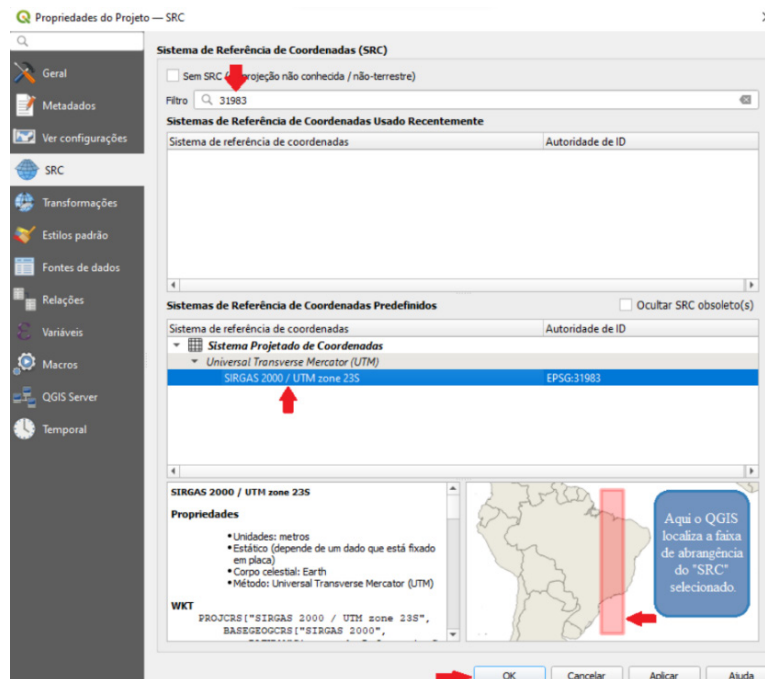 Propriedades do Projeto — SRC
Sistema de Referência de Coordenadas (SRC)
Geral
Metadados
Ver configurações
SRC
Transformações
Estilos padrão
Fontes de dados
Relações
Variáveis
Macros
QGIS Server
Temporal
Sem SRC projeção não conhecida / não-terrestre)
Filtro 31983
Sistemas de Referência de Coordenadas Usado Recentemente
Sistema de referência de coordenadas Autoridade de ID
Sistemas de Referência de Coordenadas Predefinidos Ocultar SRC obsoleto(s)
Sistema de referência de coordenadas Autoridade de ID
Sistema Projetado de Coordenadas
Universal Transverse Mercator (UTM)
SIRGAS 2000 / UTM zone 23S EPSG:31983
SIRGAS 2000 / UTM zone 23S
Propriedades
•Unidades: metros
•Estático (depende de um dado que está fixado
em placa)
•Corpo celestial: Earth
•Método: Universal Transverse Mercator (UTM)
WKT
PROJCRS["SIRGAS 2000 / UTM zone 23S",
BASEGEOGCRS["SIRGAS 2000",
Aqui o QGIS
localiza a faixa
de abrangência
do "SRC"
selecionado.
OK Cancelar Aplicar Ajuda